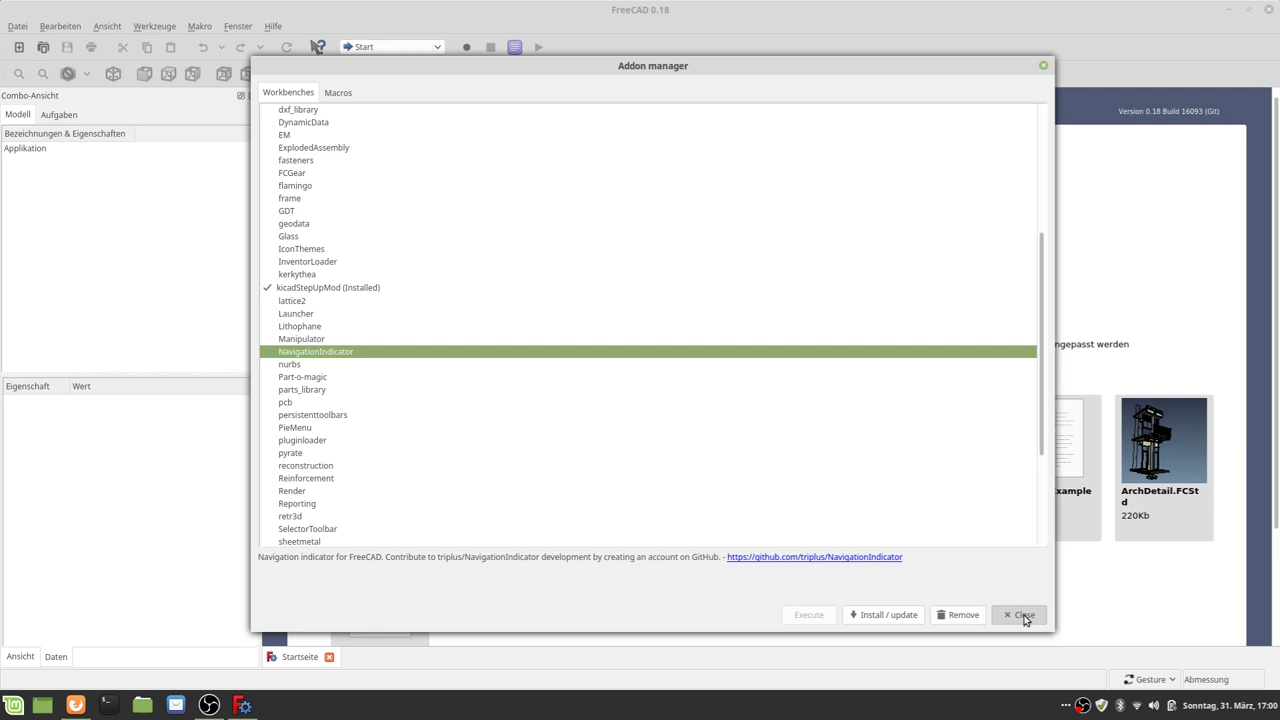 FreeCAD 0.18
Datei Bearbeiten Ansicht Werkzeuge Makro Fenster Hilfe
Start
Combo-Ansicht
Modell Aufgaben
Bezeichnungen & Eigenschaften
Applikation
Eigenschaft Wert
Ansicht Daten
Addon manager
Workbenches Macros
dxf_library
DynamicData
EM
ExplodedAssembly
fasteners
FCGear
flamingo
frame
GDT
geodata
Glass
IconThemes
InventorLoader
kerkythea
kicadStepUpMod (Installed)
lattice2
Launcher
Lithophane
Manipulator
NavigationIndicator
nurbs
Part-o-magic
parts_library
pcb
persistenttoolbars
PieMenu
pluginloader
pyrate
reconstruction
Reinforcement
Render
Reporting
retr3d
SelectorToolbar
sheetmetal
Navigation indicator for FreeCAD. Contribute to triplus/NavigationIndicator development by creating an account on GitHub. - https://github.com/triplus/NavigationIndicator
Execute Install / update Remove Close
Version 0.18 Build 16093 (Git)
ngepasst werden
xample
ArchDetail.FCSt
d
220Kb
Startseite
Gesture Abmessung
Sonntag, 31. März, 17:00